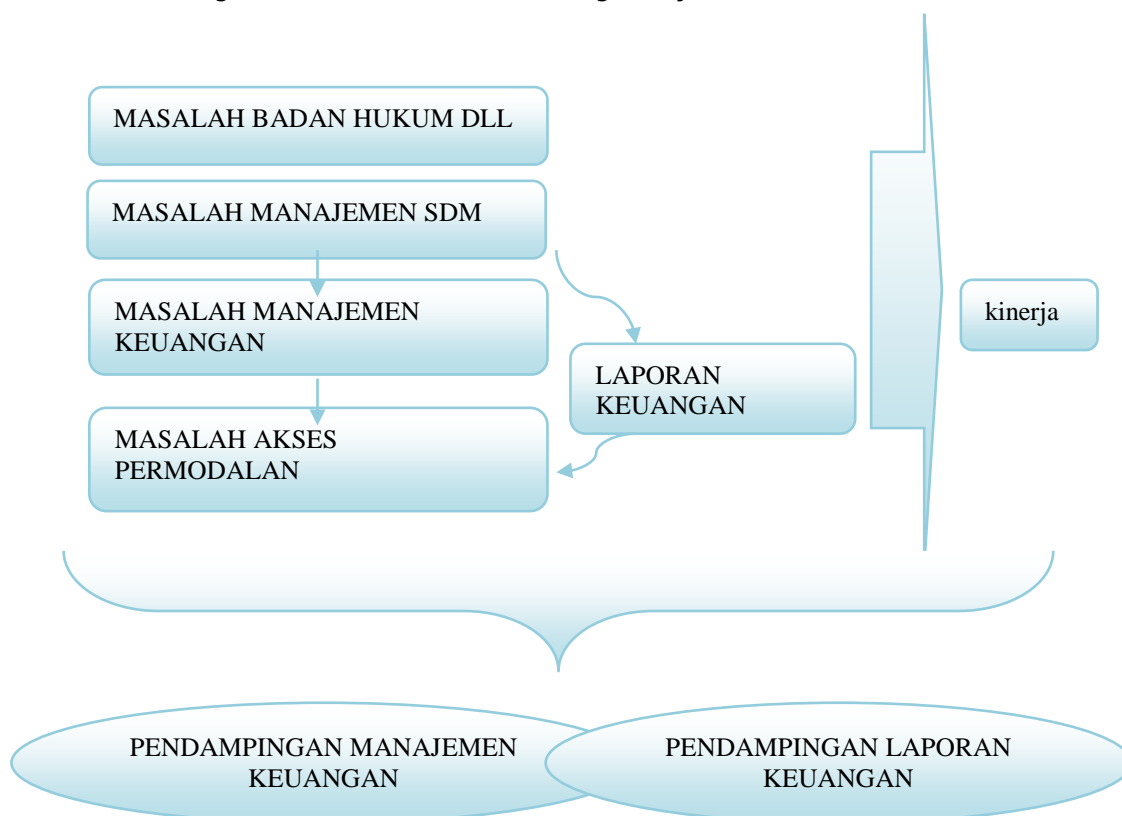 MASALAH BADAN HUKUM DLL
MASALAH MANAJEMEN SDM
MASALAH MANAJEMEN
KEUANGAN
MASALAH AKSES
PERMODALAN
LAPORAN
KEUANGAN
kinerja
PENDAMPINGAN MANAJEMEN
KEUANGAN
PENDAMPINGAN LAPORAN
KEUANGAN